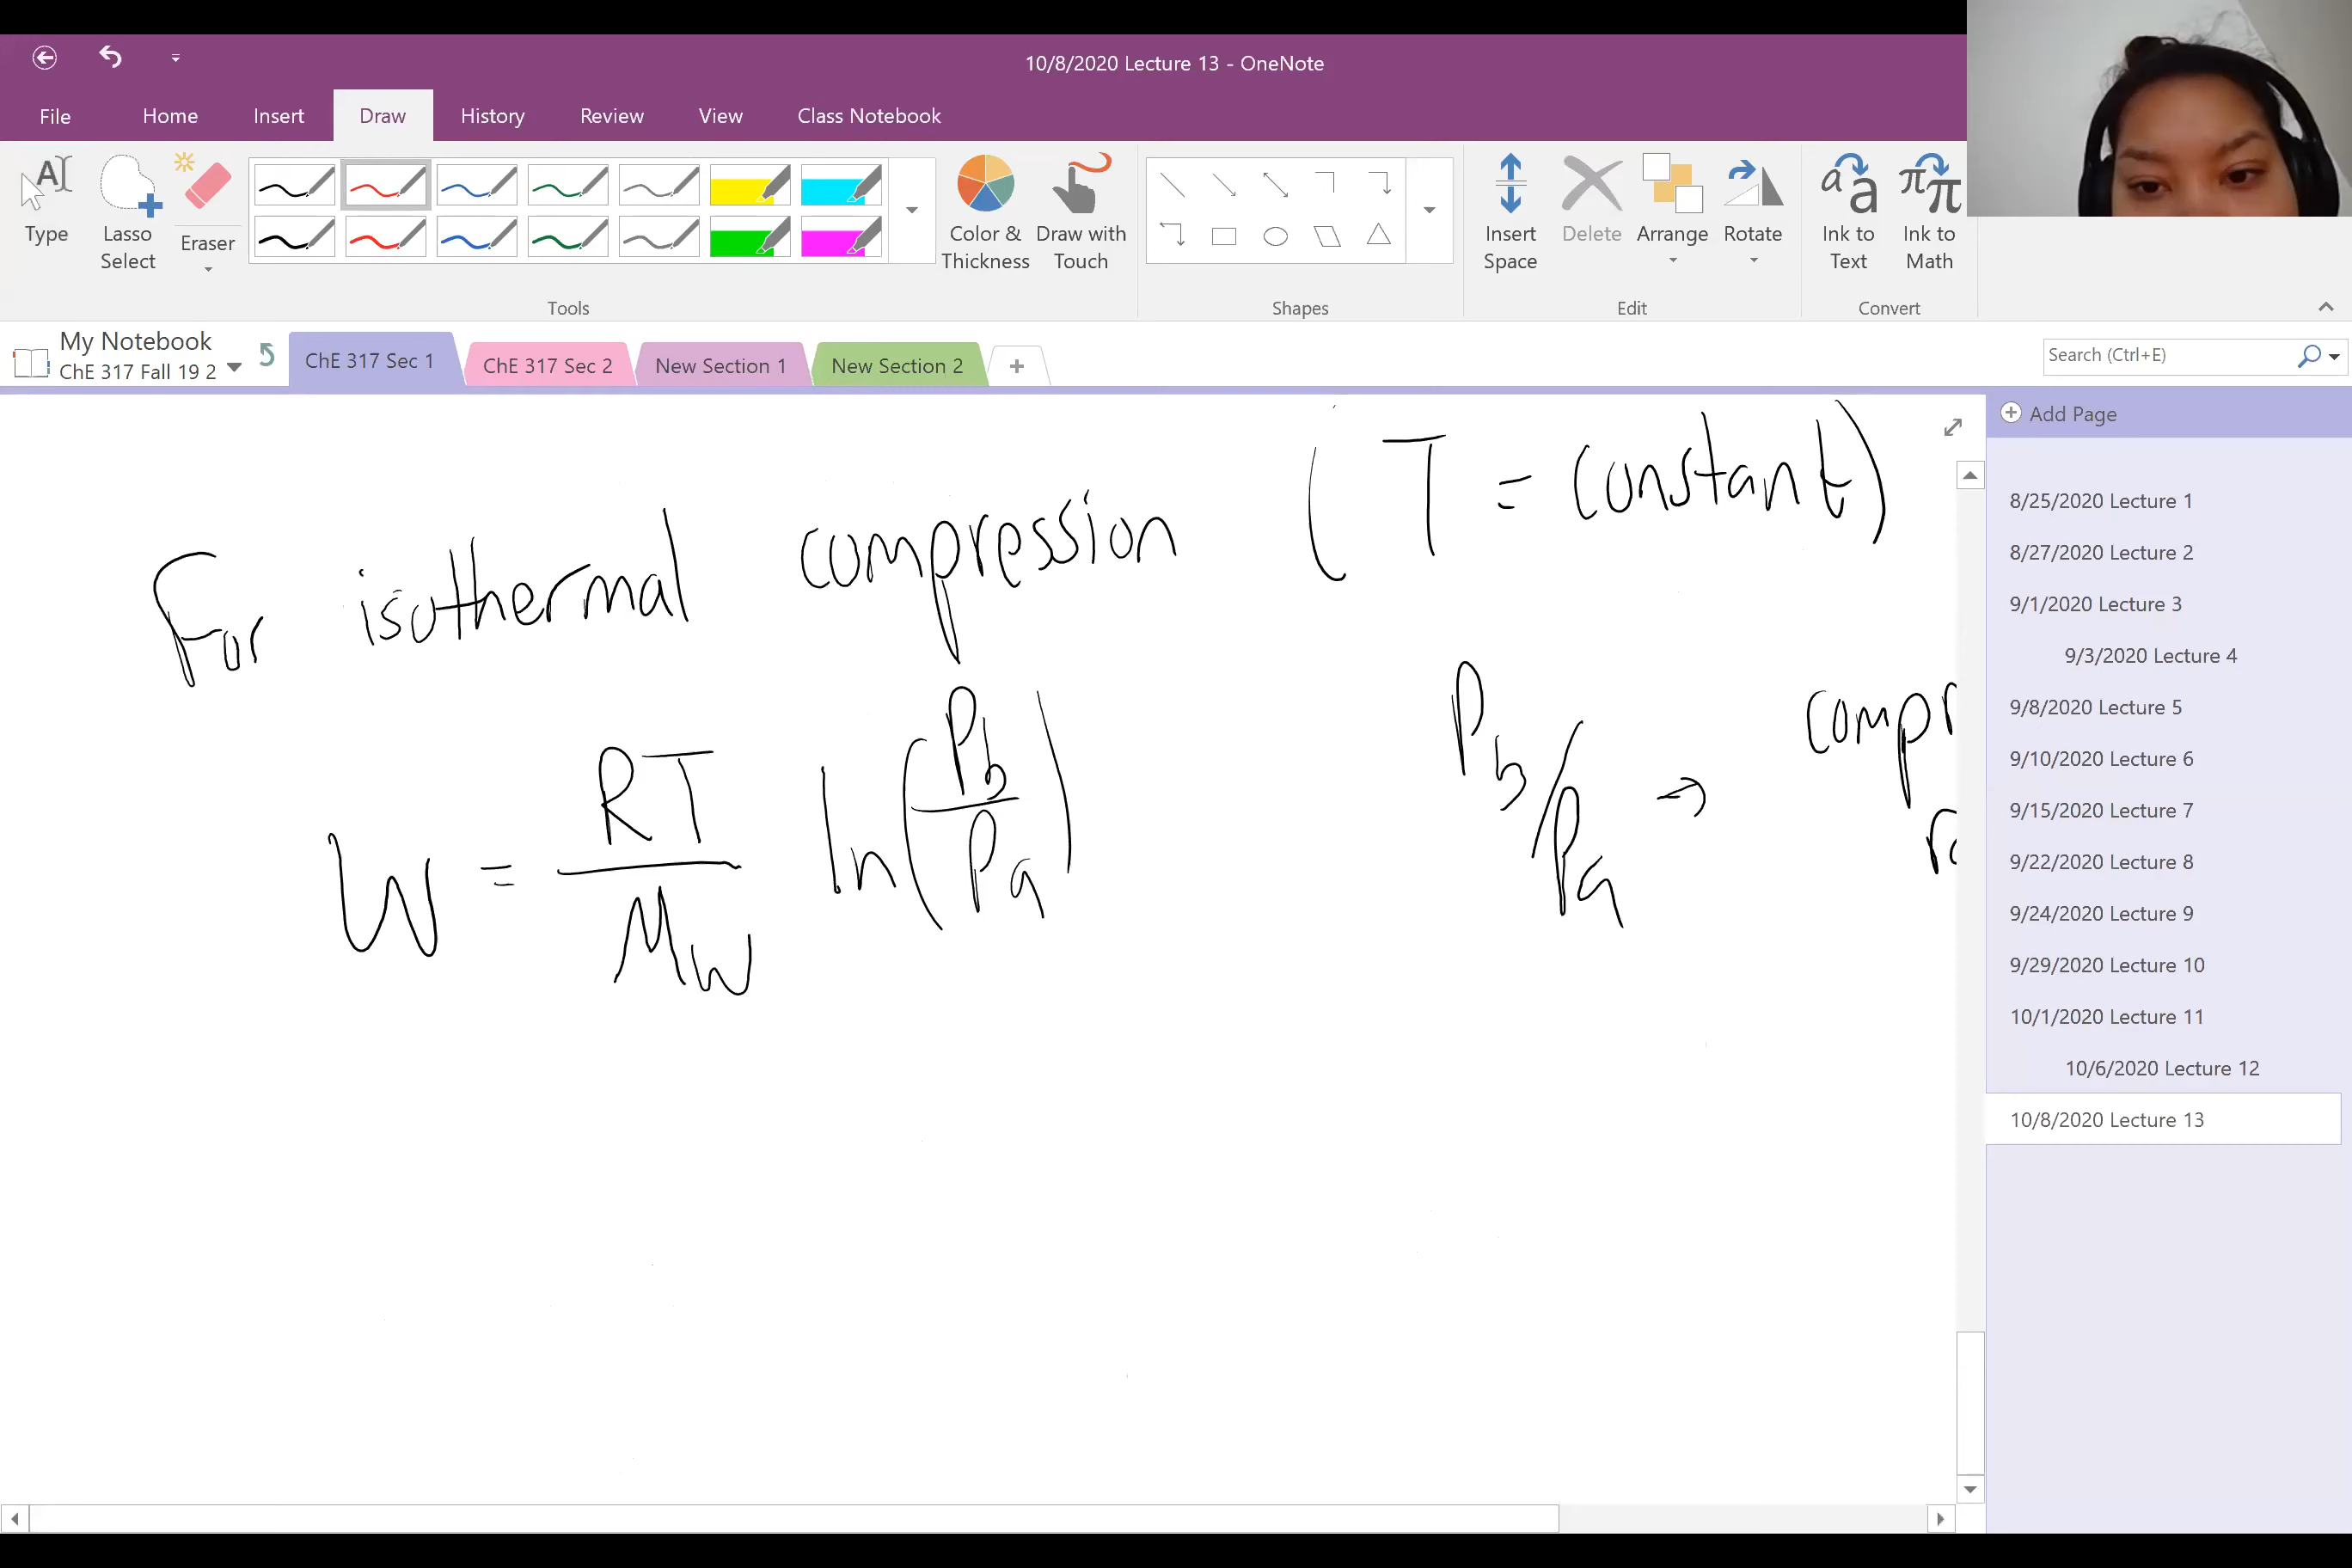 10/8/2020 Lecture 13 - OneNote
File Home Insert Draw History Review View Class Notebook
Type
Lasso Select
Eraser
Color & Thickness
Draw with Touch
Insert Space
Delete
Arrange
Rotate
Ink to Text
Ink to Math
Tools
Shapes
Edit
Convert
My Notebook
ChE 317 Fall 19 2
ChE 317 Sec 1
ChE 317 Sec 2
New Section 1
New Section 2
Search (Ctrl+E)
For isothermal compression (T = constant)
W = RT/Mw ln(Pb/Pa)
Pb/Pa →
Add Page
8/25/2020 Lecture 1
8/27/2020 Lecture 2
9/1/2020 Lecture 3
9/3/2020 Lecture 4
9/8/2020 Lecture 5
9/10/2020 Lecture 6
9/15/2020 Lecture 7
9/22/2020 Lecture 8
9/24/2020 Lecture 9
9/29/2020 Lecture 10
10/1/2020 Lecture 11
10/6/2020 Lecture 12
10/8/2020 Lecture 13